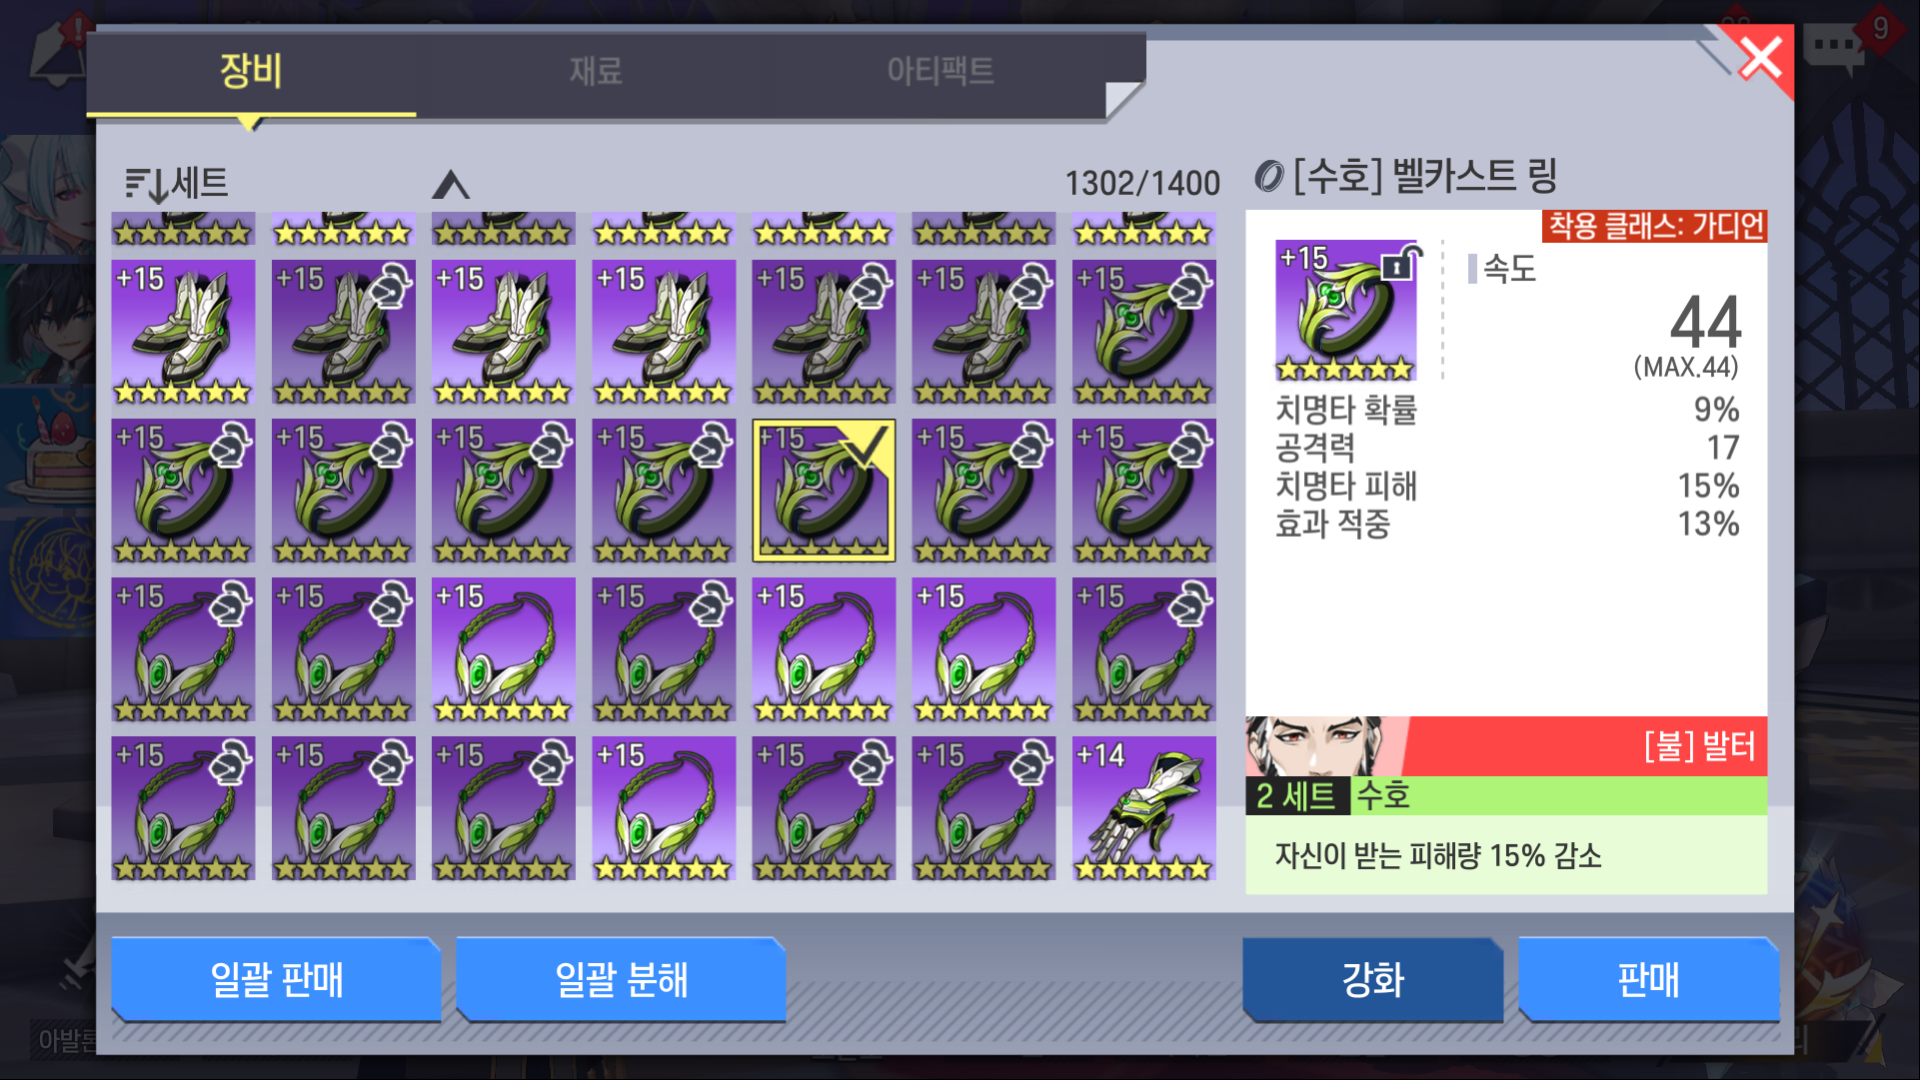 장비 재료 아티팩트
9
세트 1302/1400
+15 +15 +15 +15 +15 +15 +15
+15 +15 +15 +15 +15 +15 +15
+15 +15 +15 +15 +15 +15 +15
+15 +15 +15 +15 +15 +15 +14
일괄 판매 일괄 분해
[수호] 벨카스트 링
착용 클래스: 가디언
+15
속도
44
(MAX.44)
치명타 확률 9%
공격력 17
치명타 피해 15%
효과 적중 13%
[불] 발터
2 세트 수호
자신이 받는 피해량 15% 감소
강화 판매
아발론